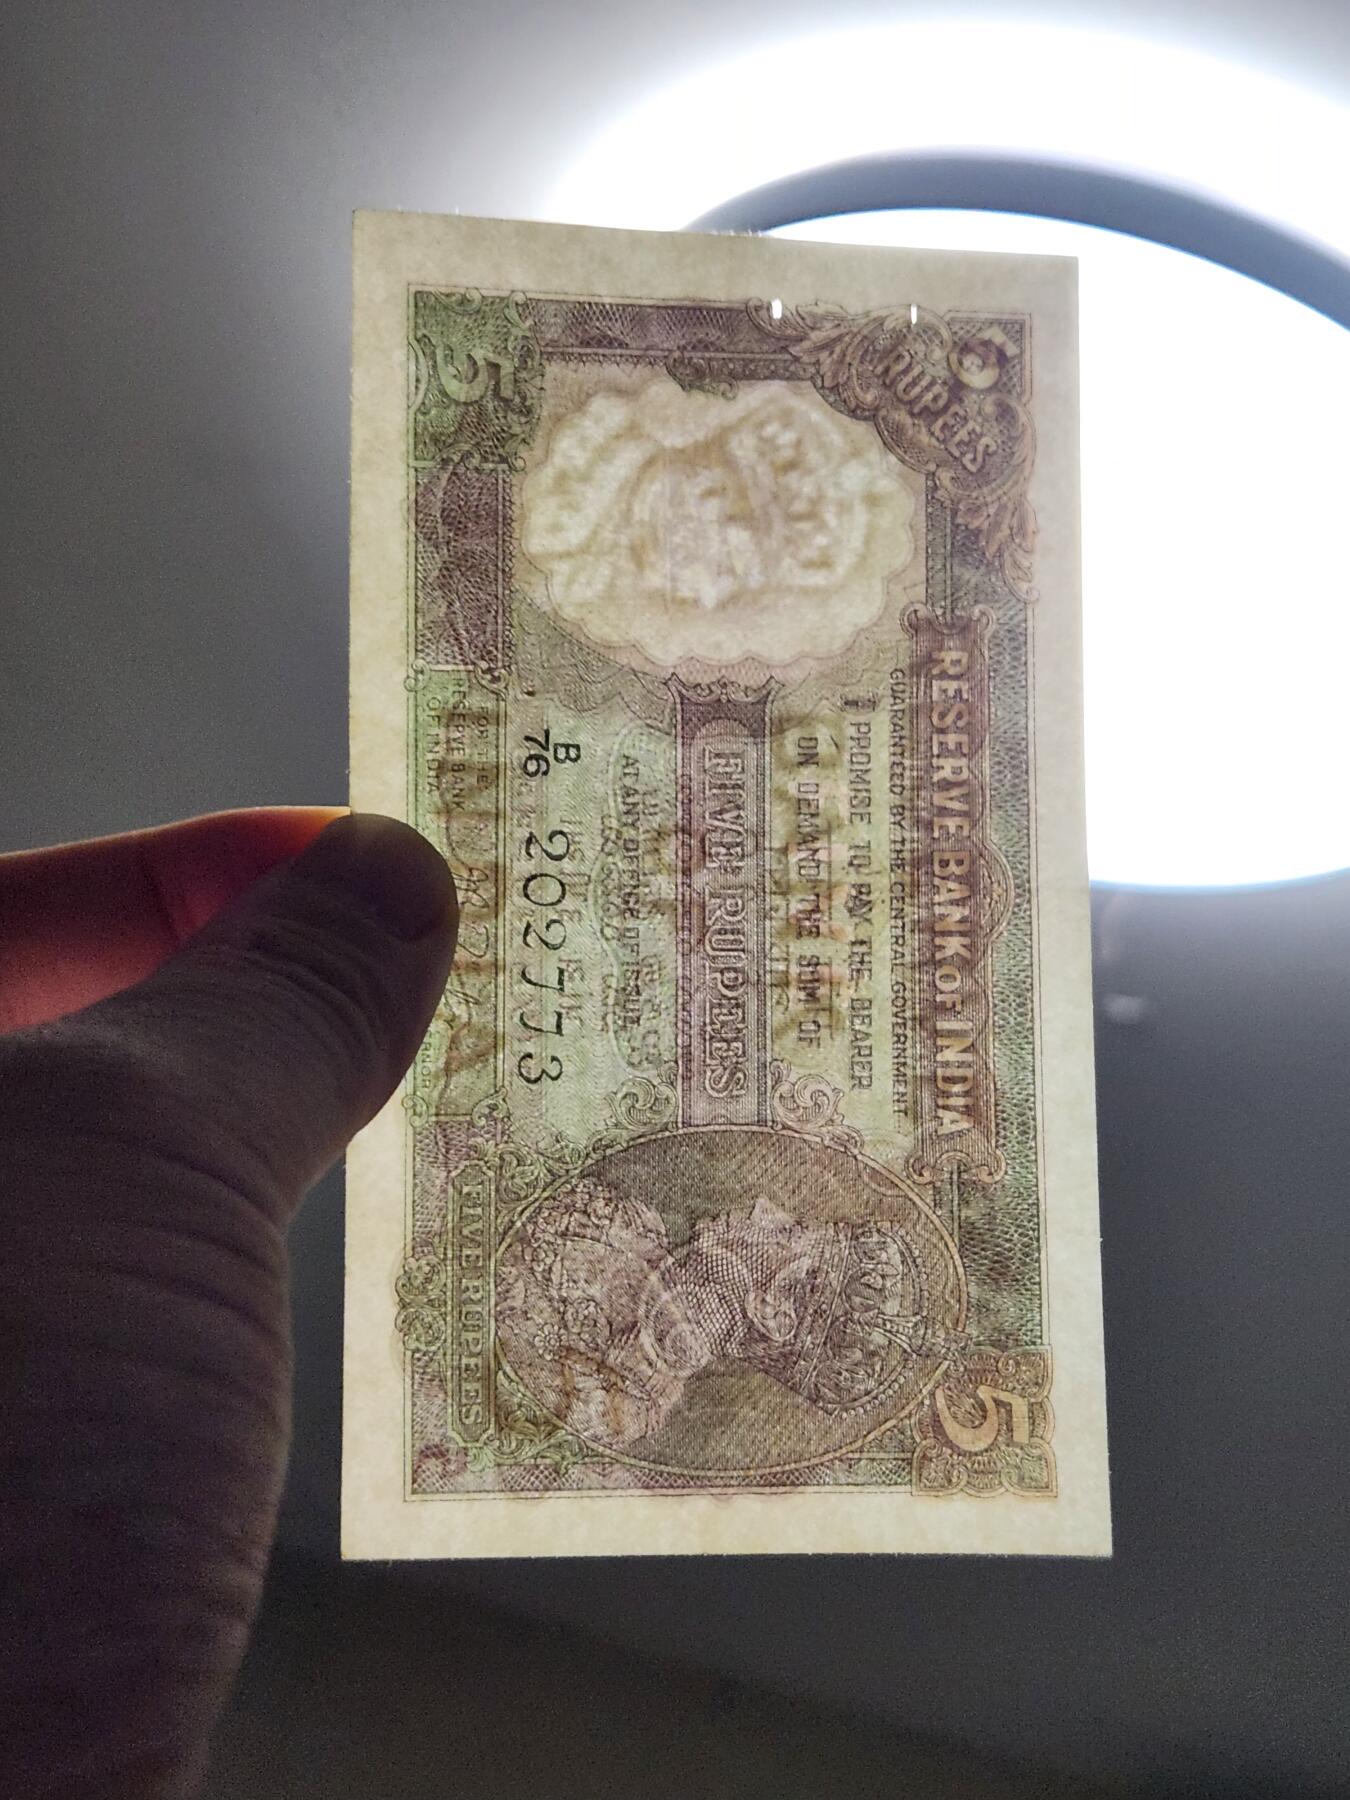 5
RUPEES
RESERVE BANK OF INDIA
5
GUARANTEED BY THE CENTRAL GOVERNMENT
I PROMISE TO PAY THE BEARER
ON DEMAND THE SUM OF
FIVE RUPEES
AT ANY OFFICE OF ISSUE
B
76 202773
FOR THE
RESERVE BANK
OF INDIA
5
FIVE RUPEES